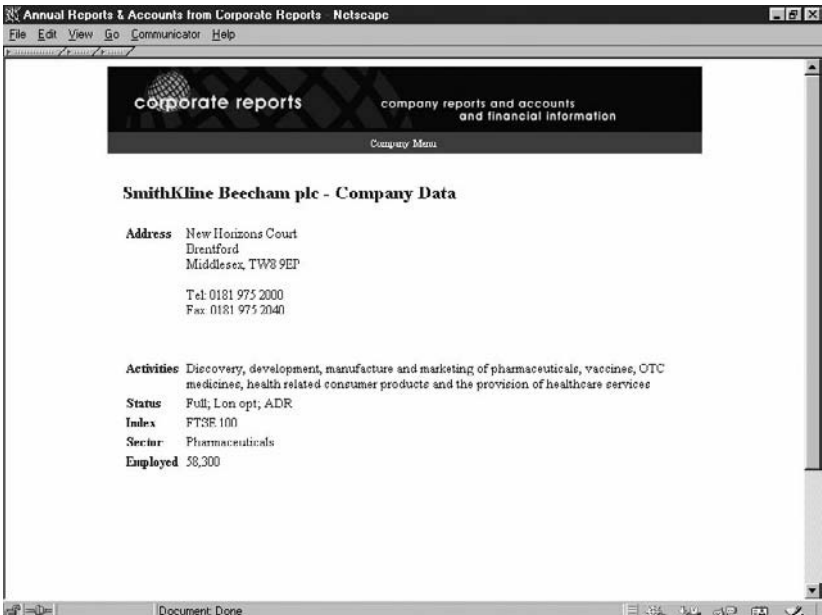 Annual Reports & Accounts from Corporate Reports - Netscape
File Edit View Go Communicator Help
corporate reports
company reports and accounts
and financial information
Company Menu
SmithKline Beecham plc - Company Data
Address New Horizons Court
Brentford
Middlesex, TW8 9EP
Tel: 0181 975 2000
Fax: 0181 975 2040
Activities Discovery, development, manufacture and marketing of pharmaceuticals, vaccines, OTC
medicines, health related consumer products and the provision of healthcare services
Status Full; Lon opt; ADR
Index FTSE 100
Sector Pharmaceuticals
Employed 58,300
Document: Done